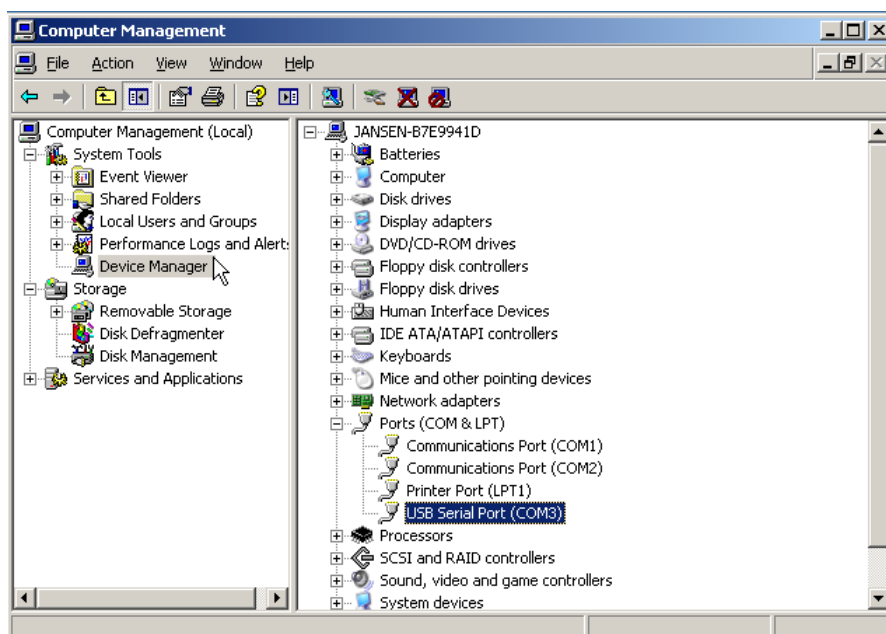 Computer Management
File Action View Window Help
Computer Management (Local)
System Tools
Event Viewer
Shared Folders
Local Users and Groups
Performance Logs and Alert:
Device Manager
Storage
Removable Storage
Disk Defragmenter
Disk Management
Services and Applications
JANSEN-B7E9941D
Batteries
Computer
Disk drives
Display adapters
DVD/CD-ROM drives
Floppy disk controllers
Floppy disk drives
Human Interface Devices
IDE ATA/ATAPI controllers
Keyboards
Mice and other pointing devices
Network adapters
Ports (COM & LPT)
Communications Port (COM1)
Communications Port (COM2)
Printer Port (LPT1)
USB Serial Port (COM3)
Processors
SCSI and RAID controllers
Sound, video and game controllers
System devices